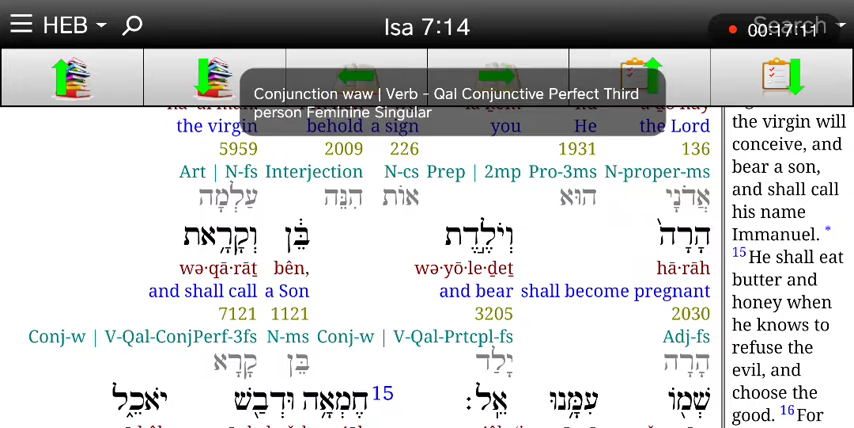 HEB Isa 7:14 Search 00:17:11
Conjunction waw | Verb - Qal Conjunctive Perfect Third
person Feminine Singular
the virgin behold a sign you He the Lord
5959 2009 226 1931 136
Art | N-fs Interjection N-cs Prep | 2mp Pro-3ms N-proper-ms
אֲדֹנָי הוּא אוֹת הִנֵּה עַלְמָה
הָרָה֙ וְיֹלֶ֣דֶת בֵּ֔ן וְקָרָ֥את
wə·qā·rāṯ bên, wə·yō·le·ḏeṯ hā·rāh
and shall call a Son and bear shall become pregnant
7121 1121 3205 2030
Conj-w | V-Qal-ConjPerf-3fs N-ms Conj-w | V-Qal-Prtcpl-fs Adj-fs
הָרָה יָלַד בֵּן קָרָא
שְׁמ֖וֹ עִמָּ֥נוּ אֵֽל׃ 15 חֶמְאָ֥ה וּדְבַ֖שׁ יֹאכֵ֑ל
the virgin will
conceive, and
bear a son,
and shall call
his name
Immanuel. *
15 He shall eat
butter and
honey when
he knows to
refuse the
evil, and
choose the
good. 16 For